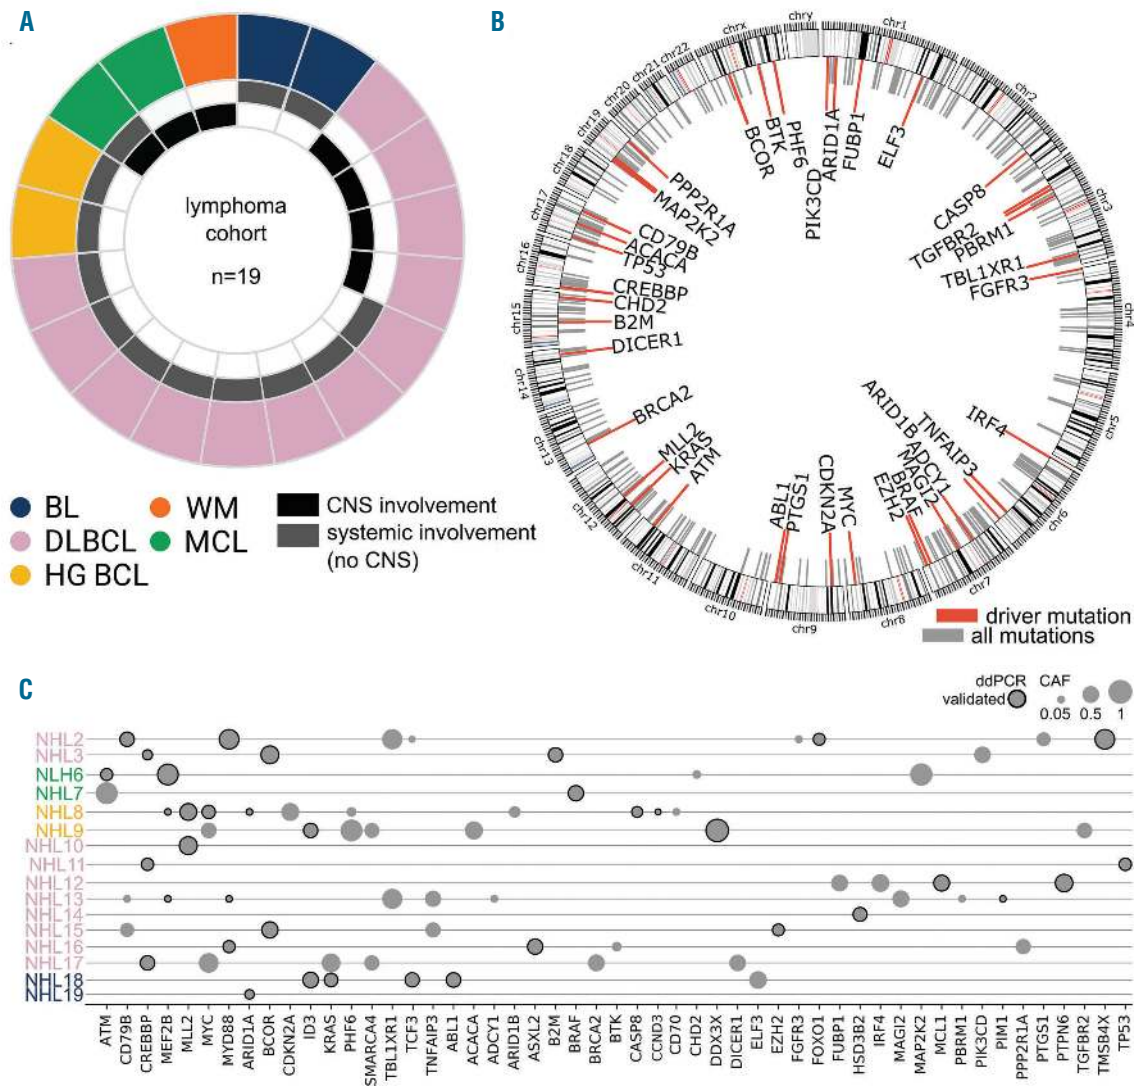 A
lymphoma
cohort
n=19
BL
DLBCL
HG BCL
WM
MCL
CNS involvement
systemic involvement
(no CNS)
B
chr1
chr2
chr3
chr4
chr5
chr6
chr7
chr8
chr9
chr10
chr11
chr12
chr13
chr14
chr15
chr16
chr17
chr18
chr19
chr20
chr21
chr22
chrx
chry
PIK3CD
ARID1A
FUBP1
ELF3
CASP8
TGFBR2
PBRM1
TBL1XR1
FGFR3
IRF4
TNFAIP3
ARID1B
ADCY1
MAGI2
BRAF
EZH2
MYC
CDKN2A
PTGS1
ABL1
ATM
KRAS
MLL2
BRCA2
DICER1
B2M
CHD2
CREBBP
TP53
ACACA
CD79B
MAP2K2
PPP2R1A
BCOR
BTK
PHF6
driver mutation
all mutations
C
ddPCR
validated
CAF
0.05
0.5
1
NHL2
NHL3
NLH6
NHL7
NHL8
NHL9
NHL10
NHL11
NHL12
NHL13
NHL14
NHL15
NHL16
NHL17
NHL18
NHL19
ATM
CD79B
CREBBP
MEF2B
MLL2
MYC
MYD88
ARID1A
BCOR
CDKN2A
ID3
KRAS
PHF6
SMARCA4
TBL1XR1
TCF3
TNFAIP3
ABL1
ACACA
ADCY1
ARID1B
ASXL2
B2M
BRAF
BRCA2
BTK
CASP8
CCND3
CD70
CHD2
DDX3X
DICER1
ELF3
EZH2
FGFR3
FOXO1
FUBP1
HSD3B2
IRF4
MAGI2
MAP2K2
MCL1
PBRM1
PIK3CD
PIM1
PPP2R1A
PTGS1
PTPN6
TGFBR2
TMSB4X
TP53